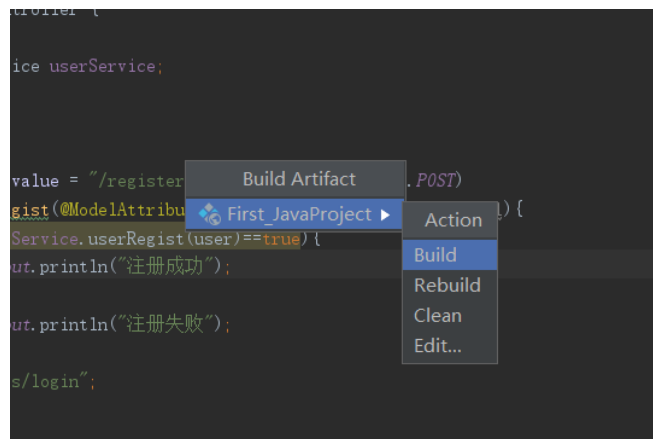 ntroller {
ice userService;
value = "/register
Build Artifact
.POST)
gist(@ModelAttribu
First_JavaProject
Action
){
Service.userRegist(user)==true){
Build
ut.println("注册成功");
Rebuild
Clean
ut.println("注册失败");
Edit...
s/login";